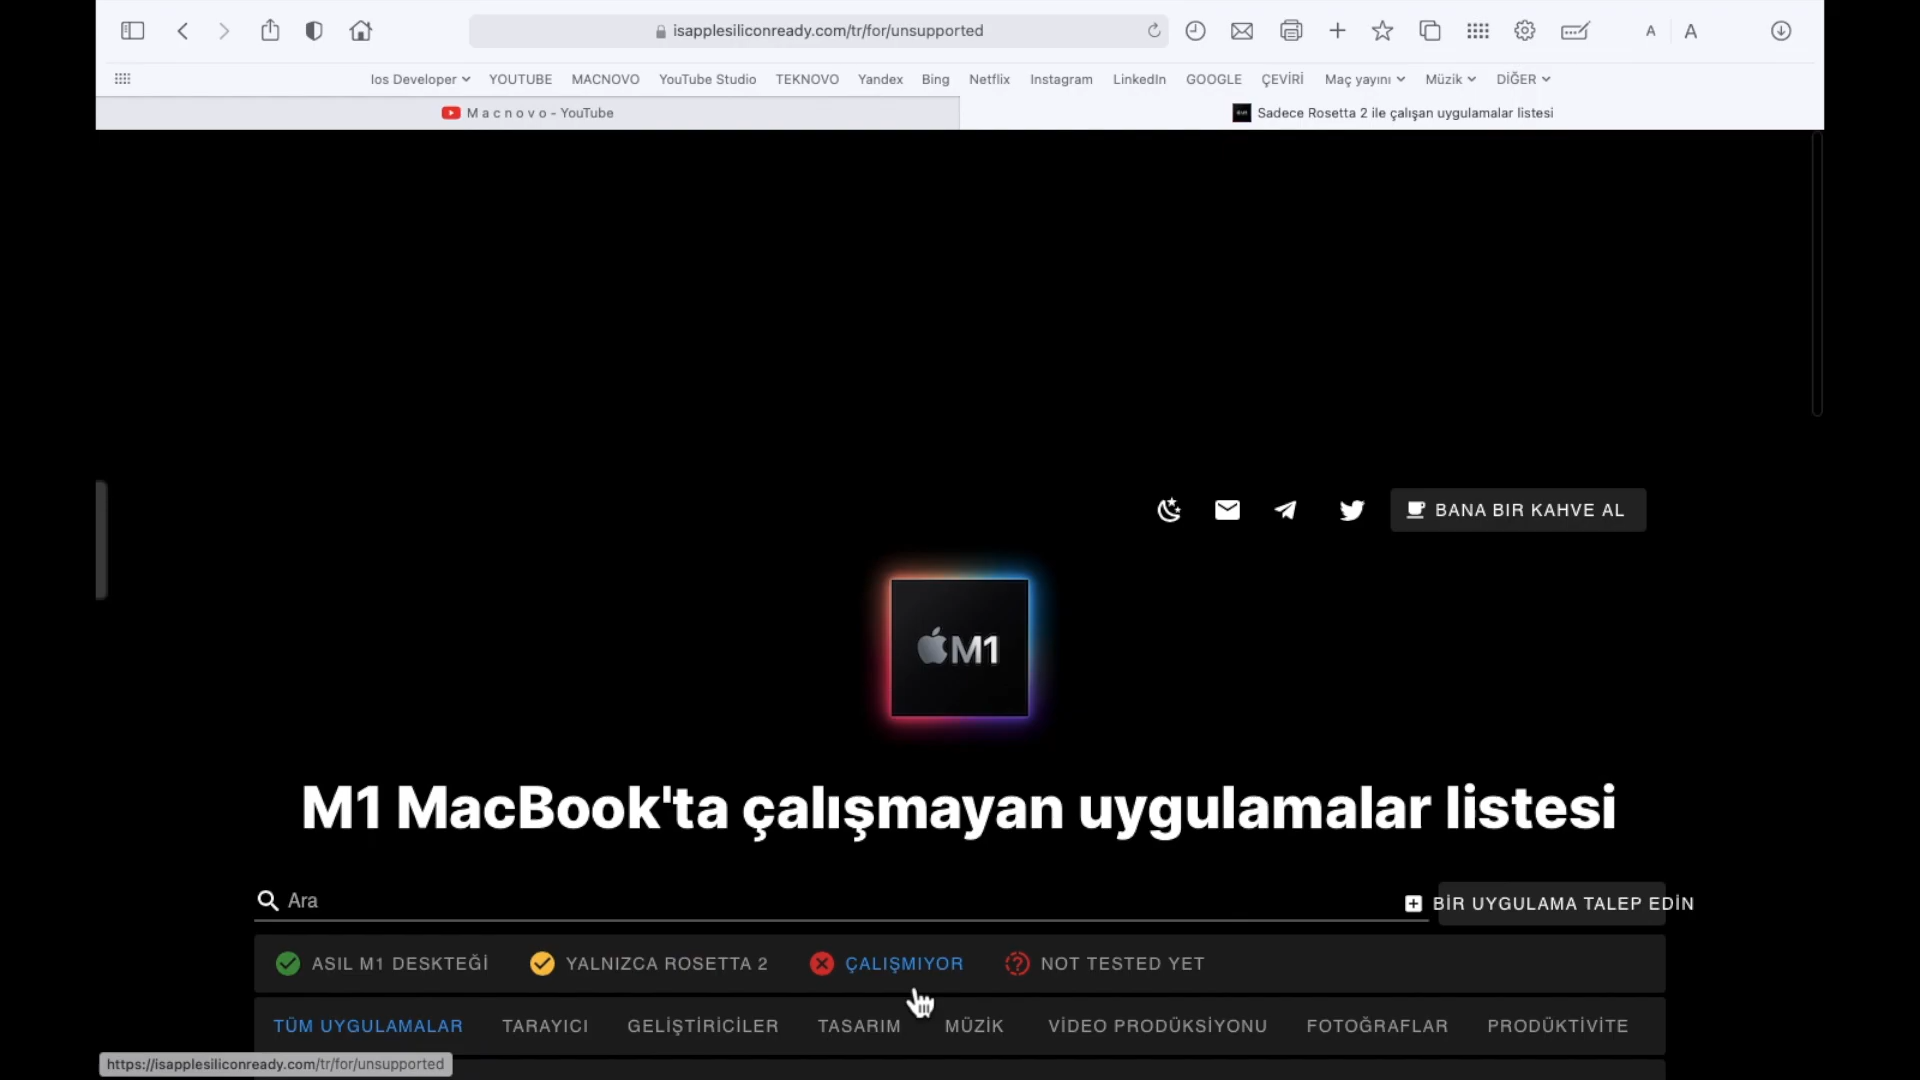 isapplesiliconready.com/tr/for/unsupported
A A
Ios Developer YOUTUBE MACNOVO YouTube Studio TEKNOVO Yandex Bing Netflix Instagram LinkedIn GOOGLE ÇEVİRİ Maç yayını Müzik DİĞER
M a c n o v o - YouTube
Sadece Rosetta 2 ile çalışan uygulamalar listesi
BANA BIR KAHVE AL
M1
M1 MacBook'ta çalışmayan uygulamalar listesi
Ara
BİR UYGULAMA TALEP EDİN
ASIL M1 DESKTEĞİ YALNIZCA ROSETTA 2 ÇALIŞMIYOR NOT TESTED YET
TÜM UYGULAMALAR TARAYICI GELİŞTİRİCİLER TASARIM MÜZİK VİDEO PRODÜKSİYONU FOTOĞRAFLAR PRODÜKTİVİTE
https://isapplesiliconready.com/tr/for/unsupported